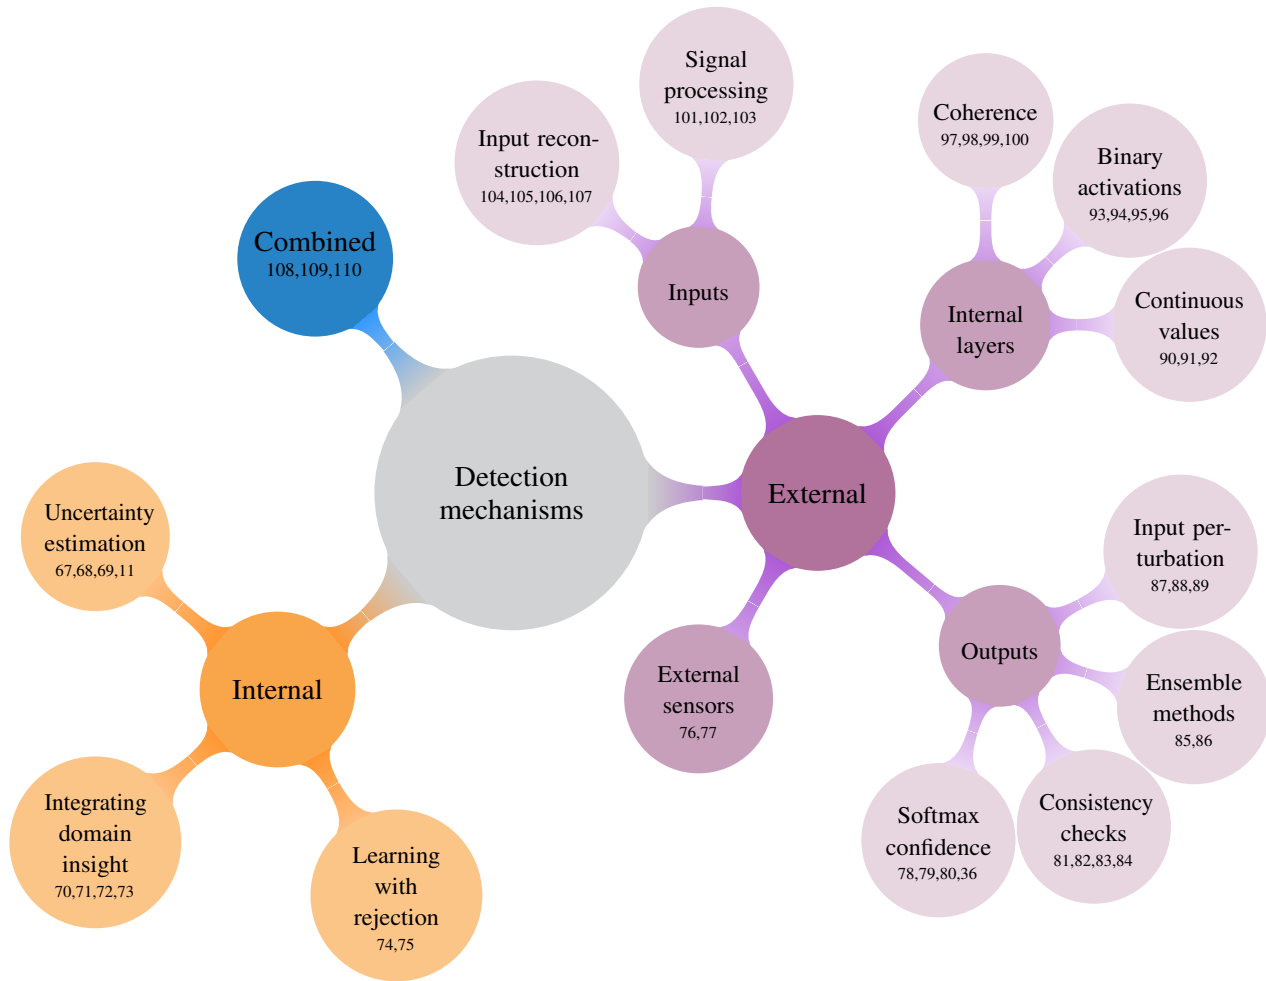 Signal
processing
101,102,103
Input recon-
struction
104,105,106,107
Coherence
97,98,99,100
Binary
activations
93,94,95,96
Combined
108,109,110
Inputs
Internal
layers
Continuous
values
90,91,92
Detection
mechanisms
External
Uncertainty
estimation
67,68,69,11
Input per-
turbation
87,88,89
Internal
External
sensors
76,77
Outputs
Ensemble
methods
85,86
Integrating
domain
insight
70,71,72,73
Learning
with
rejection
74,75
Softmax
confidence
78,79,80,36
Consistency
checks
81,82,83,84